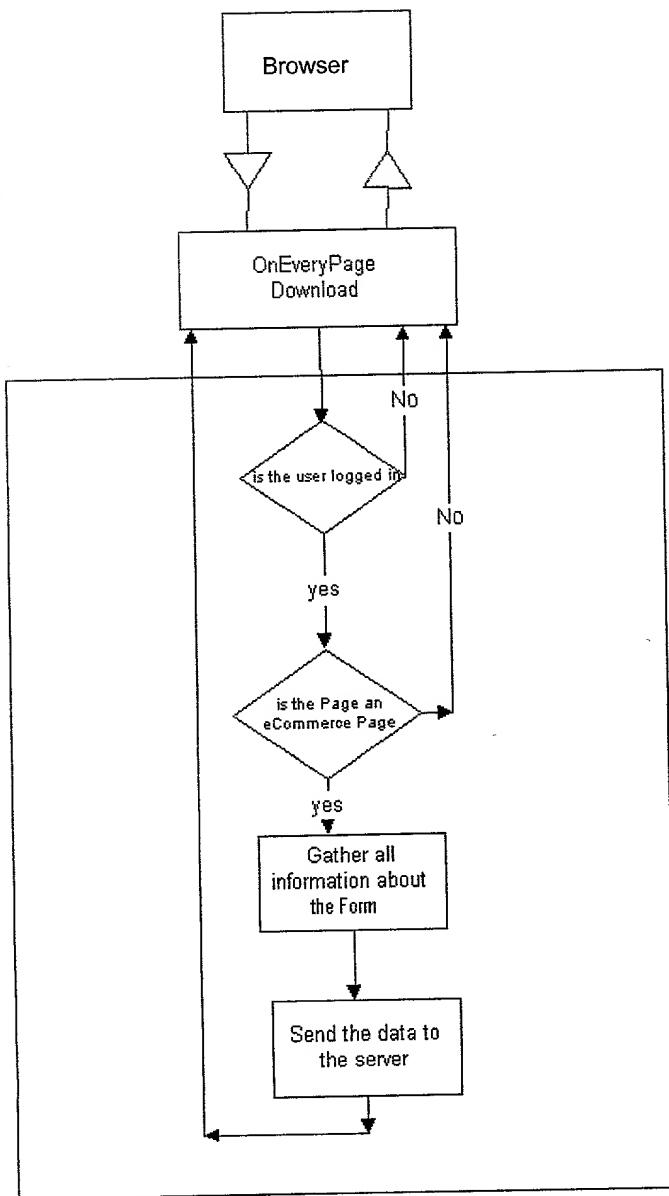 Browser
OnEveryPage
Download
No
is the user logged in
No
yes
is the Page an
eCommerce Page
yes
Gather all
information about
the Form
Send the data to
the server